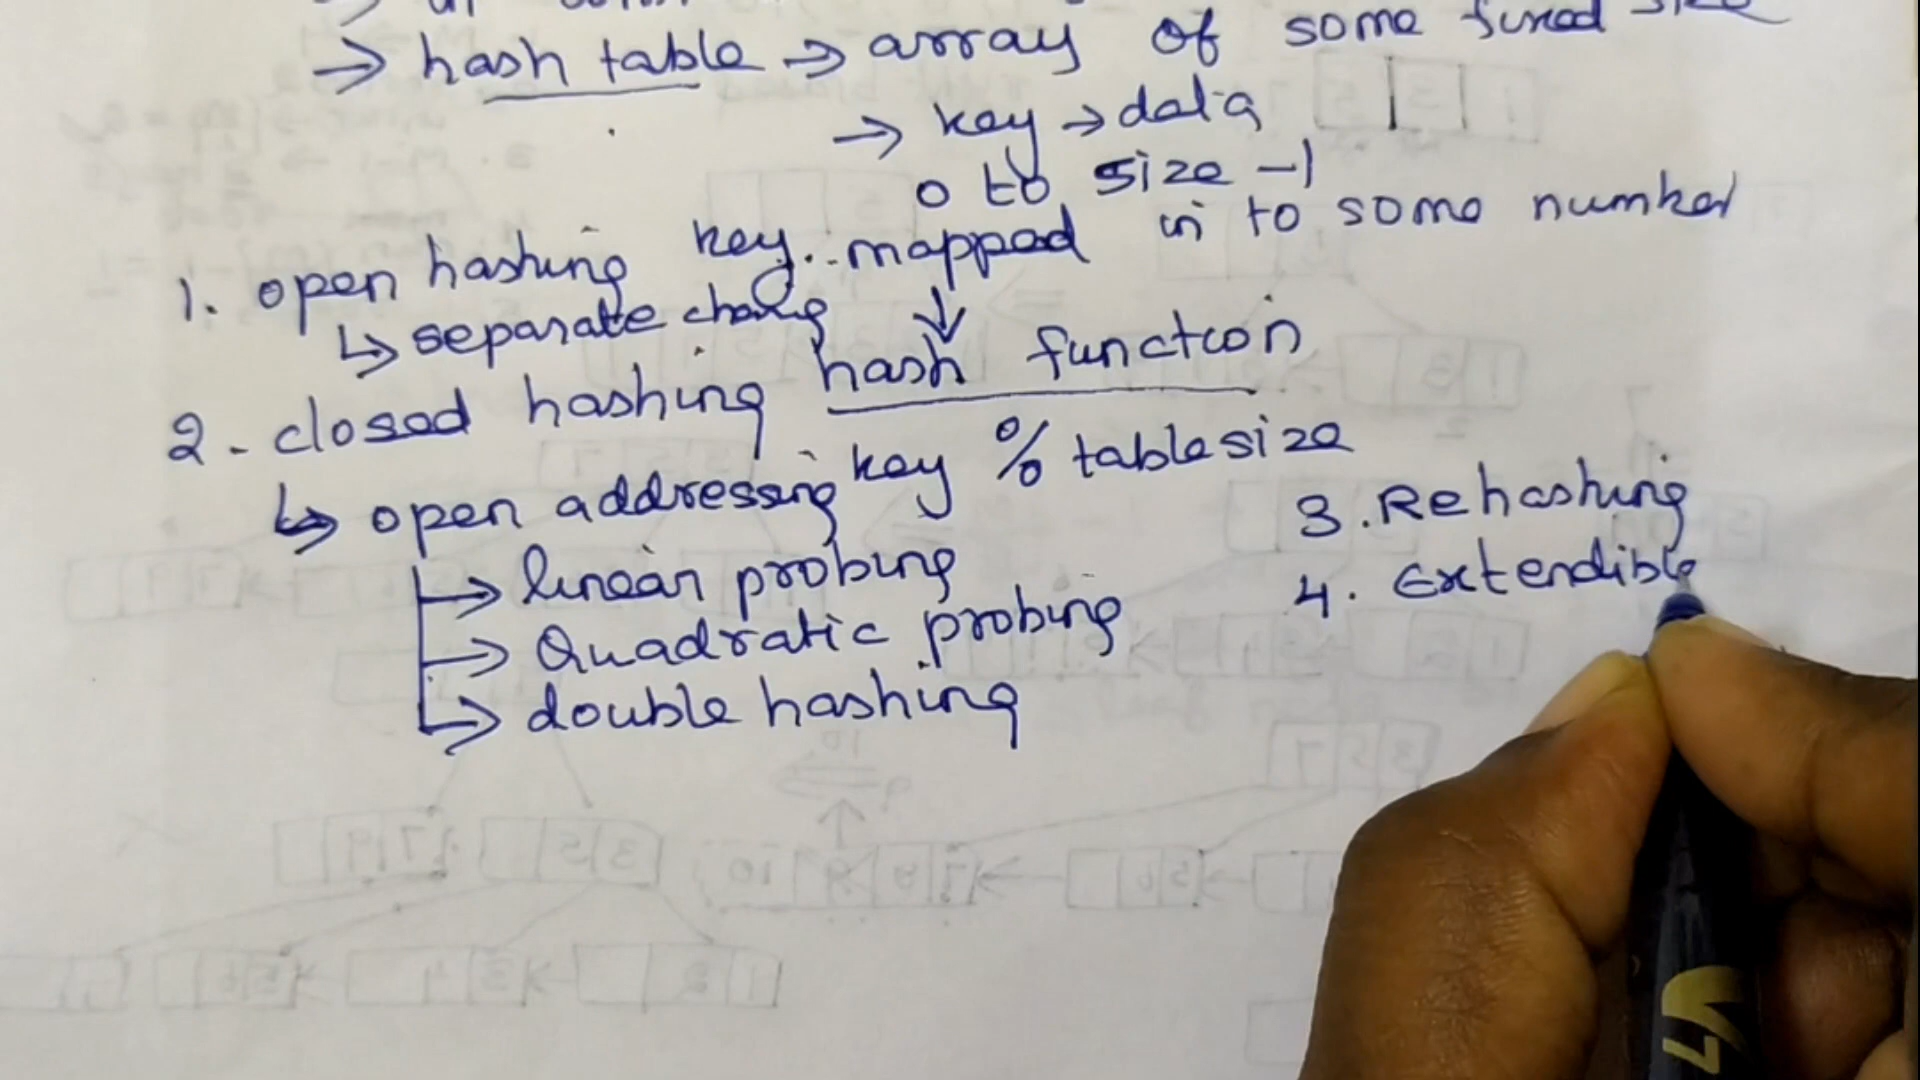 → hash table → array of some fixed size
→ key → data
0 to size -1
key mapped in to some number
↓
hash function
key % tablesize
1. open hashing
↳ separate chaing
2. closed hashing
↳ open addressing
→ linear probing
→ Quadratic probing
→ double hashing
3. Rehashing
4. Extendible
V7